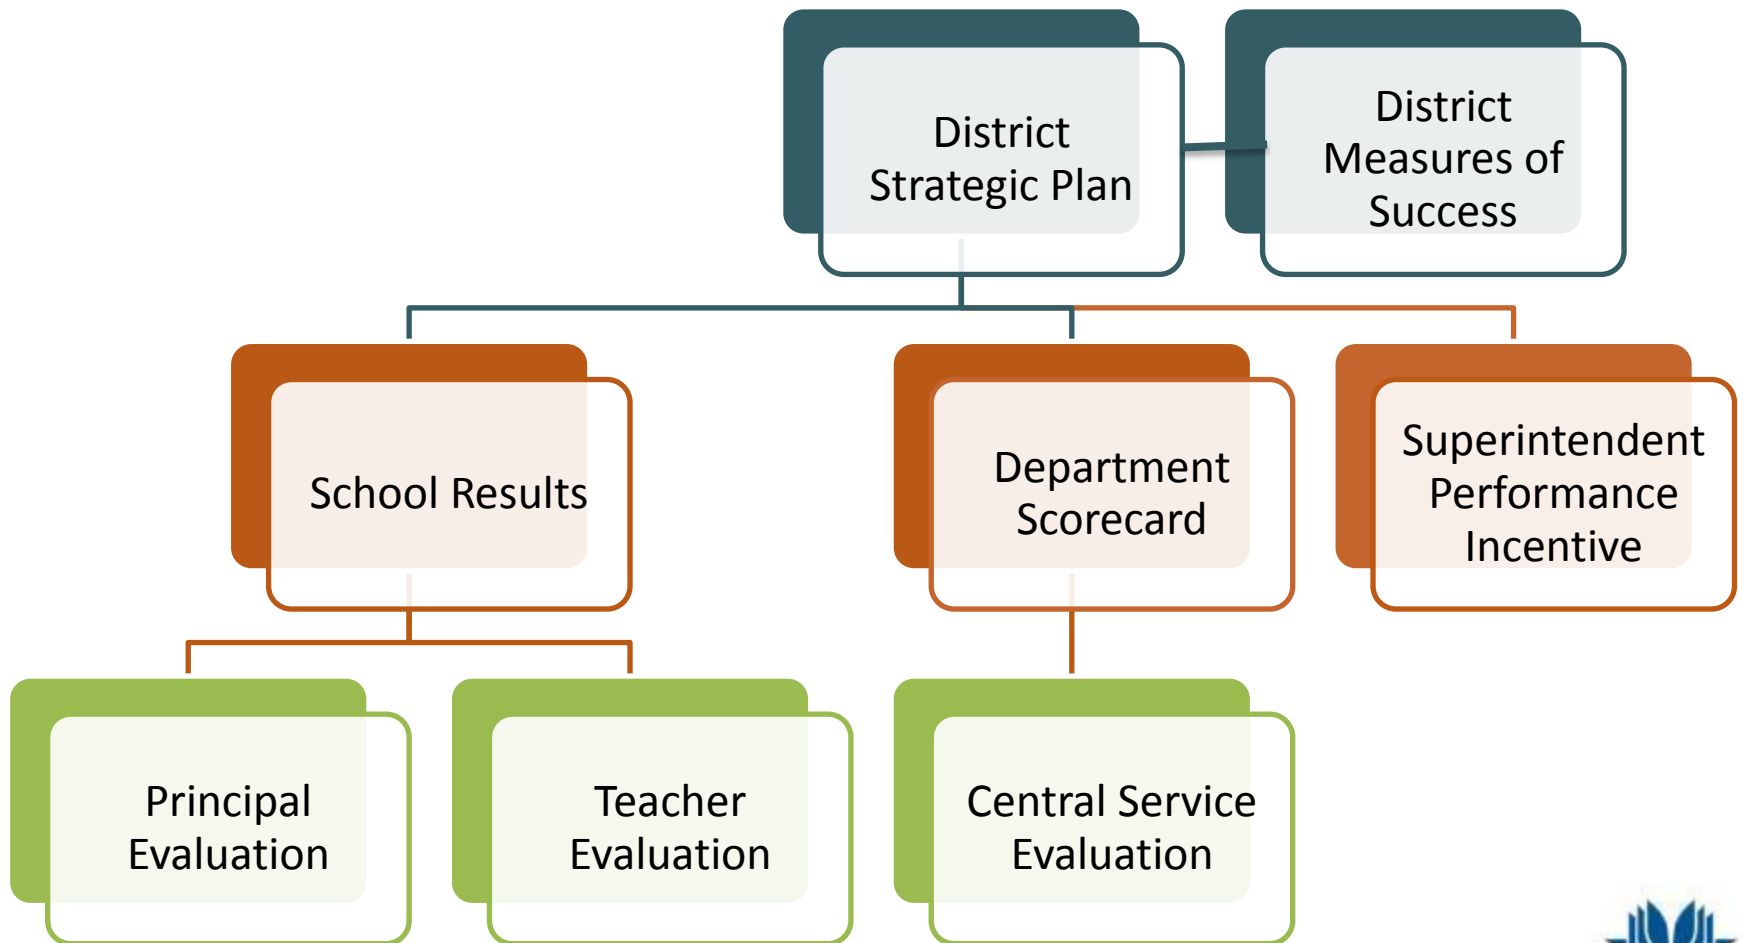 District
Strategic Plan
District
Measures of
Success
School Results
Department
Scorecard
Superintendent
Performance
Incentive
Principal
Evaluation
Teacher
Evaluation
Central Service
Evaluation